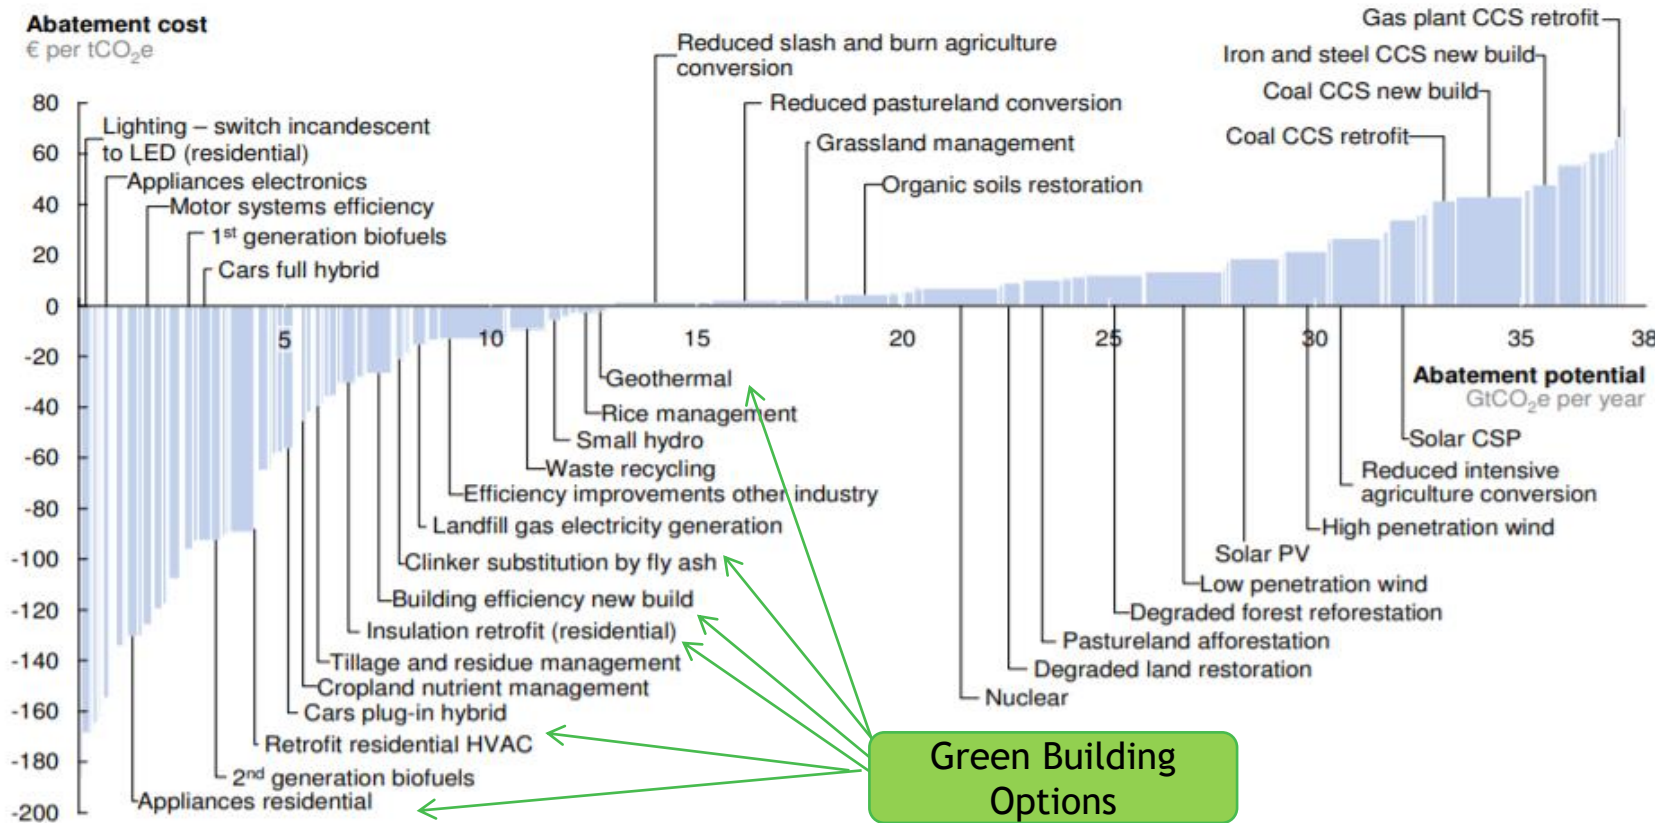 Abatement cost
€ per tCO2e
80
60
40
20
0
-20
-40
-60
-80
-100
-120
-140
-160
-180
-200
Lighting – switch incandescent
to LED (residential)
Appliances electronics
Motor systems efficiency
1st generation biofuels
Cars full hybrid
Reduced slash and burn agriculture
conversion
Reduced pastureland conversion
Grassland management
Organic soils restoration
Gas plant CCS retrofit
Iron and steel CCS new build
Coal CCS new build
Coal CCS retrofit
5
10
15
20
25
30
35
38
Abatement potential
GtCO2e per year
Geothermal
Rice management
Small hydro
Waste recycling
Efficiency improvements other industry
Landfill gas electricity generation
Clinker substitution by fly ash
Building efficiency new build
Insulation retrofit (residential)
Tillage and residue management
Cropland nutrient management
Cars plug-in hybrid
Retrofit residential HVAC
2nd generation biofuels
Appliances residential
Solar CSP
Reduced intensive
agriculture conversion
High penetration wind
Solar PV
Low penetration wind
Degraded forest reforestation
Pastureland afforestation
Degraded land restoration
Nuclear
Green Building
Options